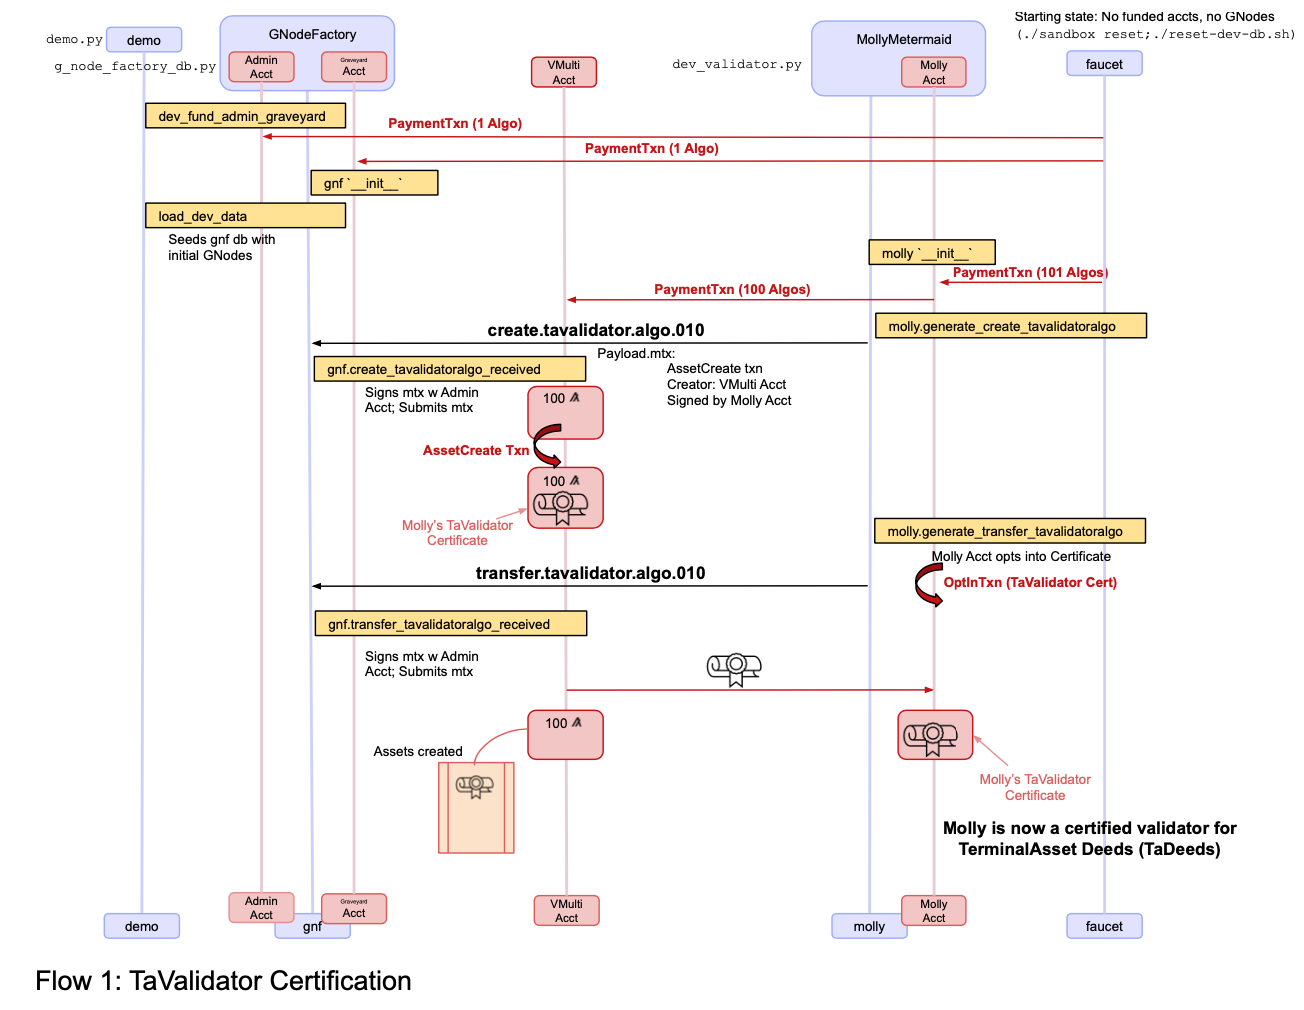 Starting state: No funded accts, no GNodes
(./sandbox reset;./reset-dev-db.sh)
demo.py
demo
GNodeFactory
MollyMetermaid
g_node_factory_db.py
Admin
Acct
Graveyard
Acct
VMulti
Acct
dev_validator.py
Molly
Acct
faucet
dev_fund_admin_graveyard
PaymentTxn (1 Algo)
PaymentTxn (1 Algo)
gnf `__init__`
load_dev_data
Seeds gnf db with
initial GNodes
molly `__init__`
PaymentTxn (101 Algos)
PaymentTxn (100 Algos)
molly.generate_create_tavalidatoralgo
create.tavalidator.algo.010
Payload.mtx:
AssetCreate txn
Creator: VMulti Acct
Signed by Molly Acct
gnf.create_tavalidatoralgo_received
Signs mtx w Admin
Acct; Submits mtx
100
AssetCreate Txn
100
Molly's TaValidator
Certificate
molly.generate_transfer_tavalidatoralgo
Molly Acct opts into Certificate
transfer.tavalidator.algo.010
OptInTxn (TaValidator Cert)
gnf.transfer_tavalidatoralgo_received
Signs mtx w Admin
Acct; Submits mtx
100
Assets created
Molly's TaValidator
Certificate
Molly is now a certified validator for
TerminalAsset Deeds (TaDeeds)
Admin
Acct
Graveyard
Acct
VMulti
Acct
Molly
Acct
demo
gnf
molly
faucet
Flow 1: TaValidator Certification